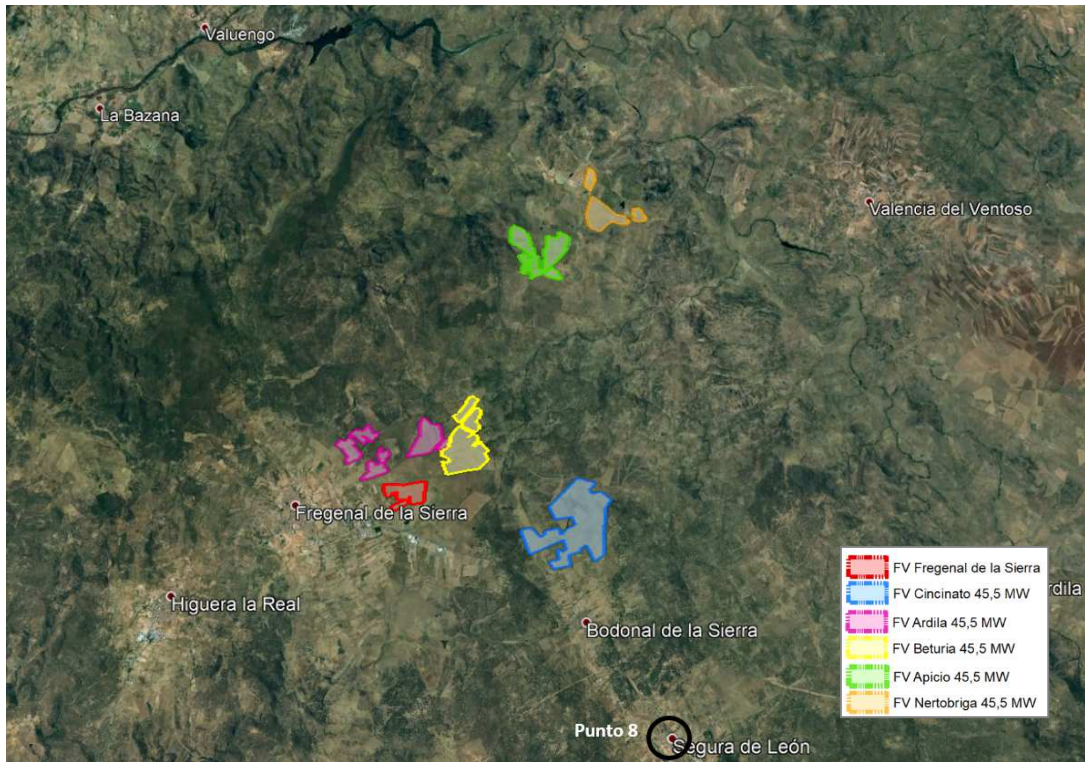 Valuengo
La Bazana
Valencia del Ventoso
Fregenal de la Sierra
Higuera la Real
Bodonal de la Sierra
Punto 8
Segura de León
FV Fregenal de la Sierra
FV Cincinato 45,5 MW
FV Ardila 45,5 MW
FV Beturia 45,5 MW
FV Apicio 45,5 MW
FV Nertobriga 45,5 MW
rdila